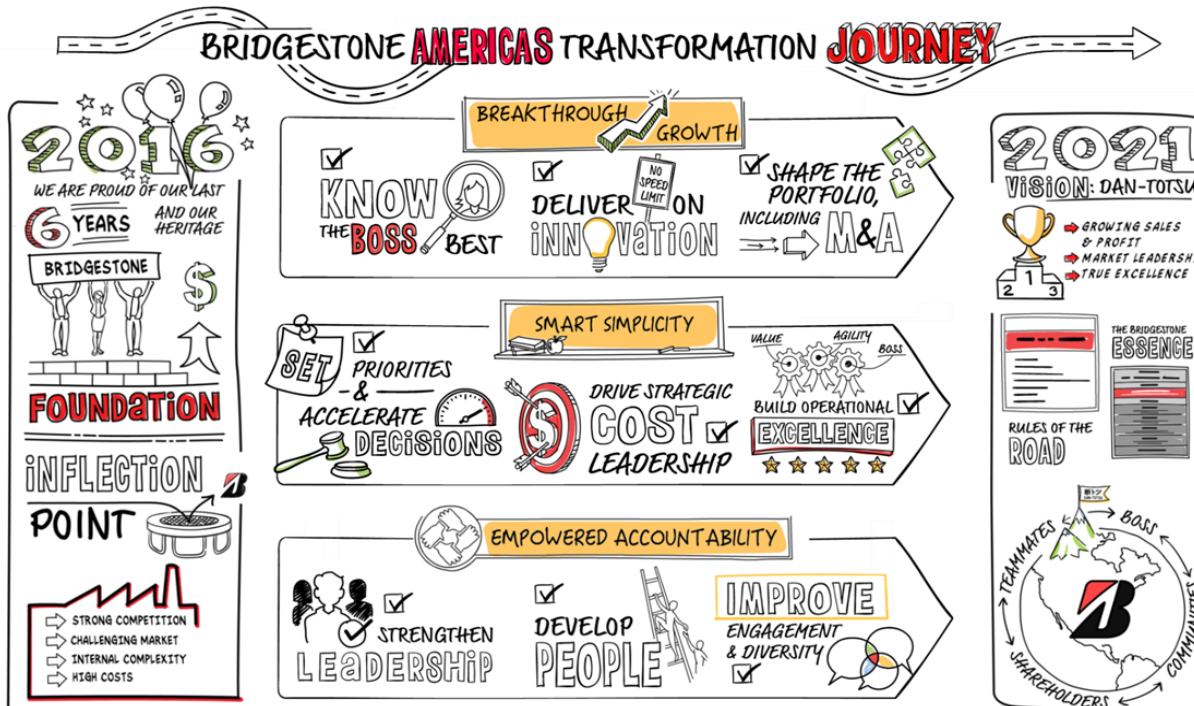 BRIDGESTONE AMERICAS TRANSFORMATION JOURNEY
2016
WE ARE PROUD OF OUR LAST
6 YEARS
AND OUR
HERITAGE
BRIDGESTONE
$
FOUNDATION
INFLECTION
POINT
STRONG COMPETITION
CHALLENGING MARKET
INTERNAL COMPLEXITY
HIGH COSTS
BREAKTHROUGH
GROWTH
KNOW
THE BOSS
BEST
NO
SPEED
LIMIT
DELIVER ON
INNOVATION
SHAPE THE
PORTFOLIO,
INCLUDING
M&A
SMART SIMPLICITY
SET
PRIORITIES
&
ACCELERATE
DECISIONS
$
DRIVE STRATEGIC
COST
LEADERSHIP
VALUE
AGILITY
BOSS
BUILD OPERATIONAL
EXCELLENCE
EMPOWERED ACCOUNTABILITY
STRENGTHEN
LEADERSHIP
DEVELOP
PEOPLE
IMPROVE
ENGAGEMENT
& DIVERSITY
2021
VISION: DAN-TOTSU
GROWING SALES
& PROFIT
MARKET LEADERSH
TRUE EXCELLENCE
1
2 3
THE BRIDGESTONE
ESSENCE
RULES OF THE
ROAD
TEAMMATES
BOSS
B
SHAREHOLDERS
COMMUNITIES